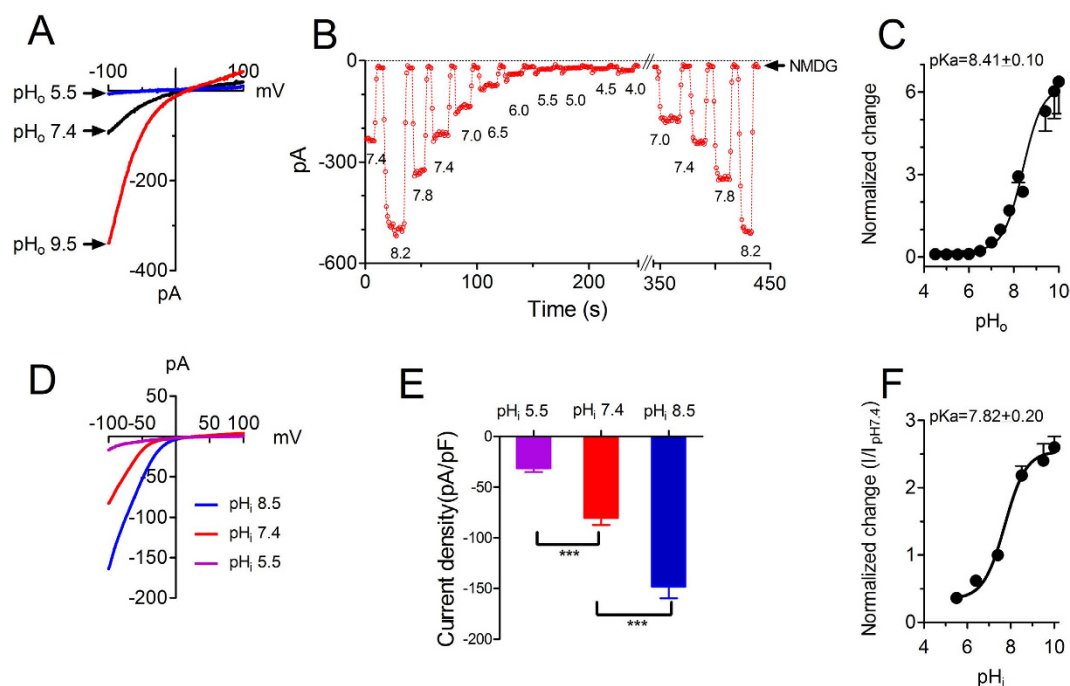 A
-100
100
mV
pHo 5.5
pHo 7.4
-200
pHo 9.5
-400
pA
B
0
-300
-600
pA
NMDG
7.4
8.2
7.8
7.4
7.0
6.5
6.0
5.5
5.0
4.5
4.0
7.0
7.4
7.8
8.2
0
100
200
350
450
Time (s)
C
pKa=8.41±0.10
Normalized change
6
3
0
4
6
8
10
pHo
D
pA
50
-100
-50
50
100
mV
-50
-100
-150
-200
pHi 8.5
pHi 7.4
pHi 5.5
E
pHi 5.5
pHi 7.4
pHi 8.5
Current density(pA/pF)
0
-50
-100
-150
-200
***
***
F
pKa=7.82+0.20
Normalized change (I/I pH7.4)
3
2
1
0
4
6
8
10
pHi